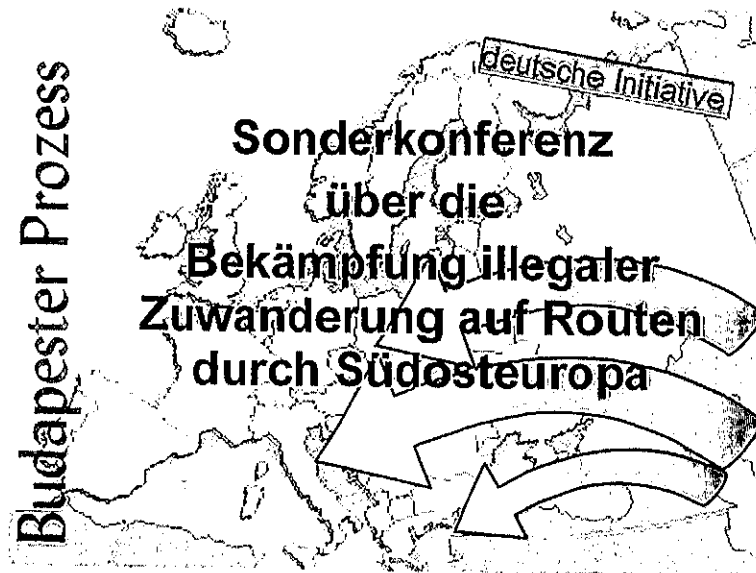 Budapester Prozess
deutsche Initiative
Sonderkonferenz
über die
Bekämpfung illegaler
Zuwanderung auf Routen
durch Südosteuropa